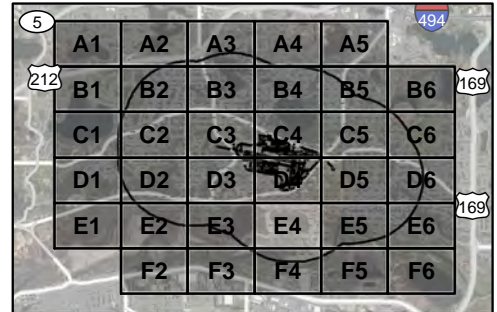 5
494
A1 A2 A3 A4 A5
212
169
B1 B2 B3 B4 B5 B6
C1 C2 C3 C4 C5 C6
D1 D2 D3 D4 D5 D6
169
E1 E2 E3 E4 E5 E6
F2 F3 F4 F5 F6